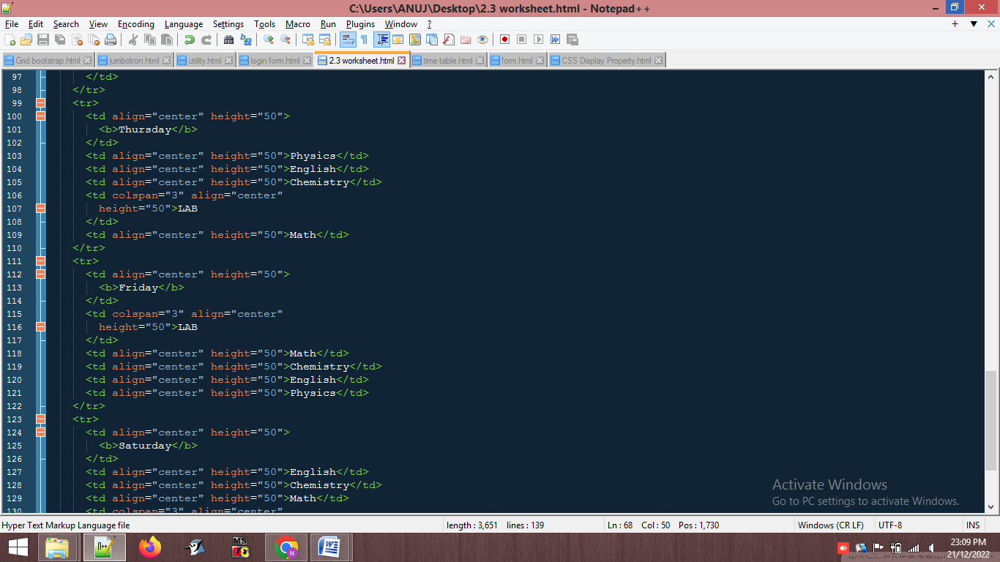 C:\Users\ANUJ\Desktop\2.3 worksheet.html - Notepad++
File Edit Search View Encoding Language Settings Tools Macro Run Plugins Window ?
Grid bootstrap.html jumbotron.html utility.html login form.html 2.3 worksheet.html time table.html form.html CSS Display Property.html
97 </td>
98 </tr>
99 <tr>
100 <td align="center" height="50">
101 <b>Thursday</b>
102 </td>
103 <td align="center" height="50">Physics</td>
104 <td align="center" height="50">English</td>
105 <td align="center" height="50">Chemistry</td>
106 <td colspan="3" align="center"
107 height="50">LAB
108 </td>
109 <td align="center" height="50">Math</td>
110 </tr>
111 <tr>
112 <td align="center" height="50">
113 <b>Friday</b>
114 </td>
115 <td colspan="3" align="center"
116 height="50">LAB
117 </td>
118 <td align="center" height="50">Math</td>
119 <td align="center" height="50">Chemistry</td>
120 <td align="center" height="50">English</td>
121 <td align="center" height="50">Physics</td>
122 </tr>
123 <tr>
124 <td align="center" height="50">
125 <b>Saturday</b>
126 </td>
127 <td align="center" height="50">English</td>
128 <td align="center" height="50">Chemistry</td>
129 <td align="center" height="50">Math</td>
130 <td colspan="3" align="center"
Activate Windows
Go to PC settings to activate Windows.
Hyper Text Markup Language file length : 3,651 lines : 139 Ln : 68 Col : 50 Pos : 1,730 Windows (CR LF) UTF-8 INS
MS
N
W
23:09 PM
21/12/2022